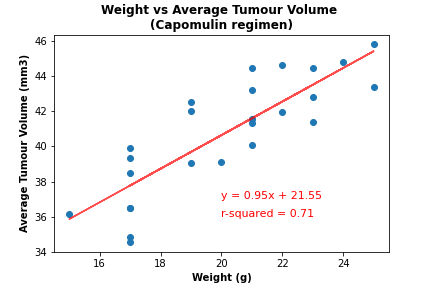 Weight vs Average Tumour Volume
(Capomulin regimen)
Average Tumour Volume (mm3)
46
44
42
40
38
36
34
y = 0.95x + 21.55
r-squared = 0.71
16
18
20
22
24
Weight (g)